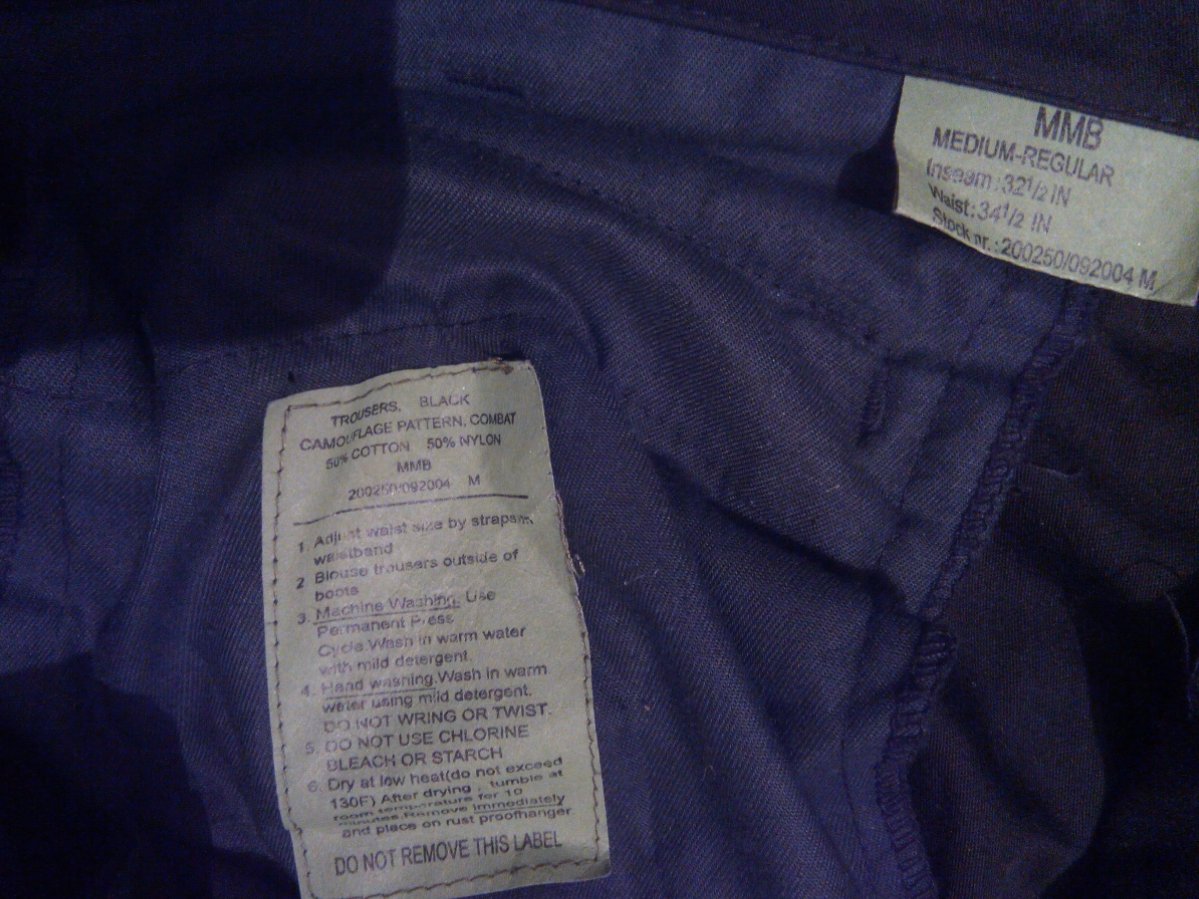 MMB
MEDIUM-REGULAR
Inseam:32 1/2 IN
Waist:34 1/2 IN
Stock nr.:200250/092004 M
TROUSERS, BLACK
CAMOUFLAGE PATTERN, COMBAT
50% COTTON 50% NYLON
MMB
200250/092004 M
1. Adjust waist size by straps
waistband
2 Blouse trousers outside of
boots
3. Machine Washing. Use
Permanent Press
Cycle.Wash in warm water
with mild detergent.
4. Hand washing.Wash in warm
water using mild detergent.
DO NOT WRING OR TWIST.
5. DO NOT USE CHLORINE
BLEACH OR STARCH
6. Dry at low heat(do not exceed
130F) After drying , tumble at
room temperature for 10
minutes.Remove immediately
and place on rust proofhanger
DO NOT REMOVE THIS LABEL